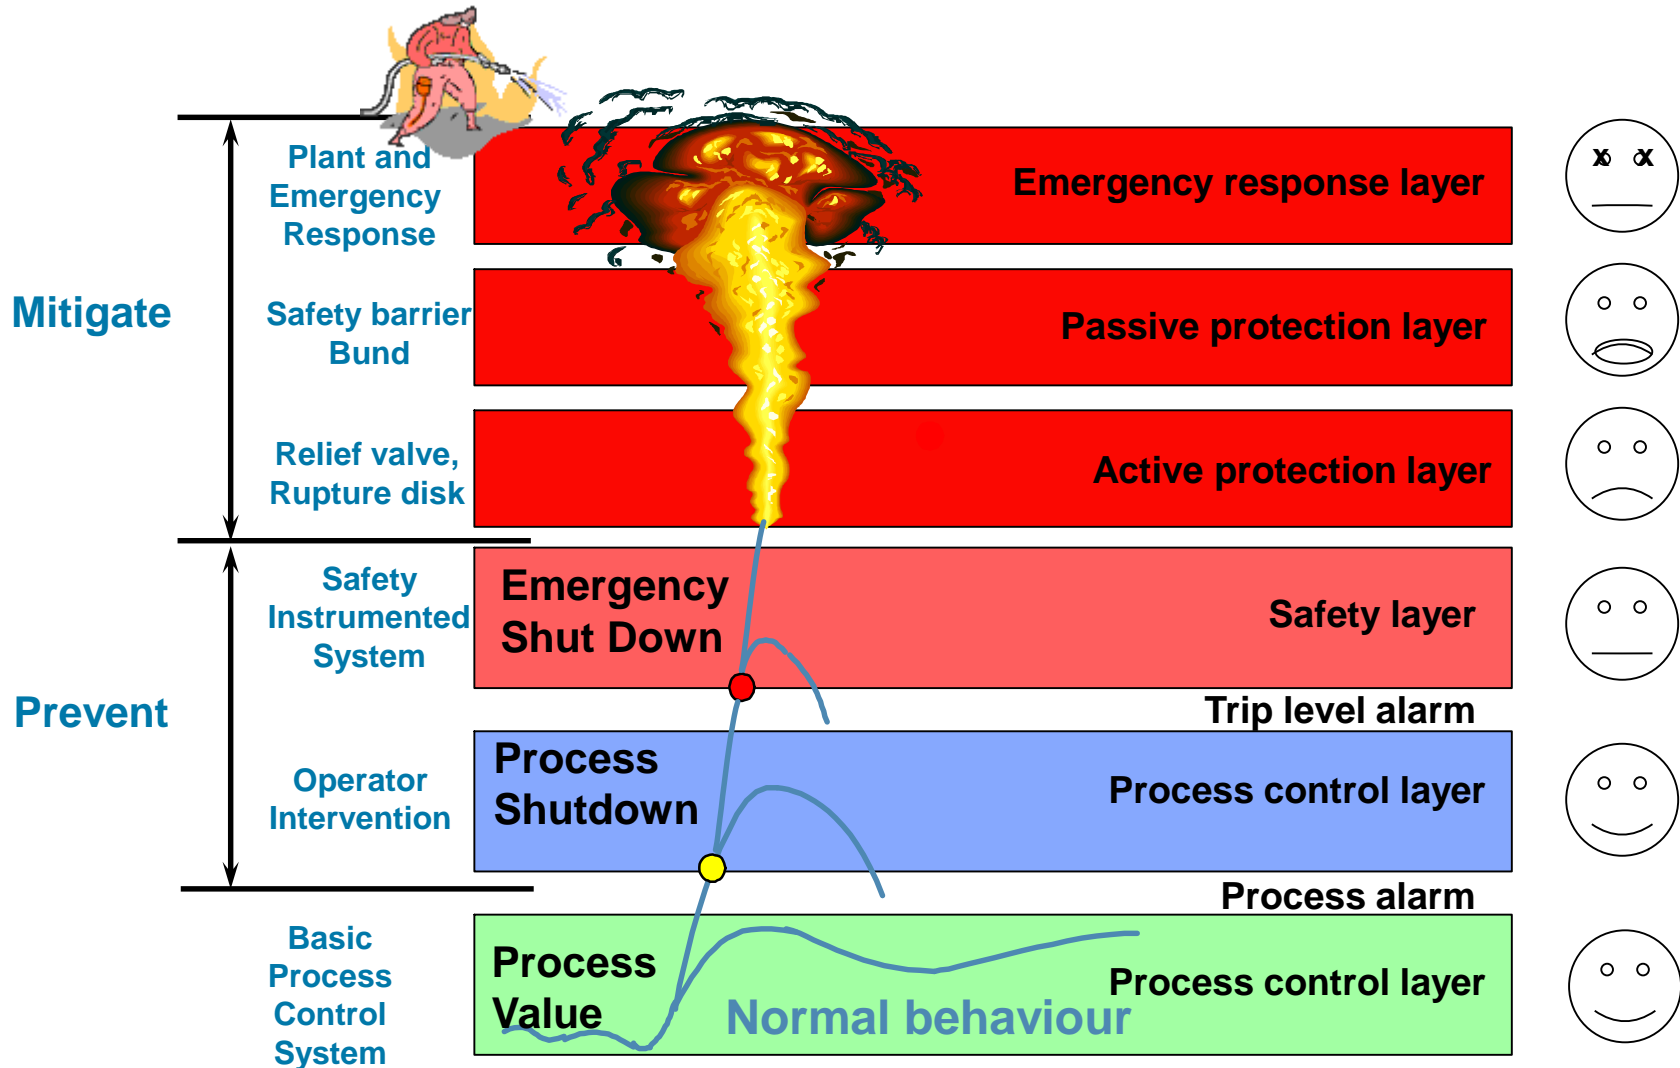 Plant and
Emergency
Response
Emergency response layer
Mitigate
Safety barrier
Bund
Passive protection layer
Relief valve,
Rupture disk
Active protection layer
Safety
Instrumented
System
Emergency
Shut Down
Safety layer
Prevent
Trip level alarm
Operator
Intervention
Process
Shutdown
Process control layer
Process alarm
Basic
Process
Control
System
Process
Value
Normal behaviour
Process control layer